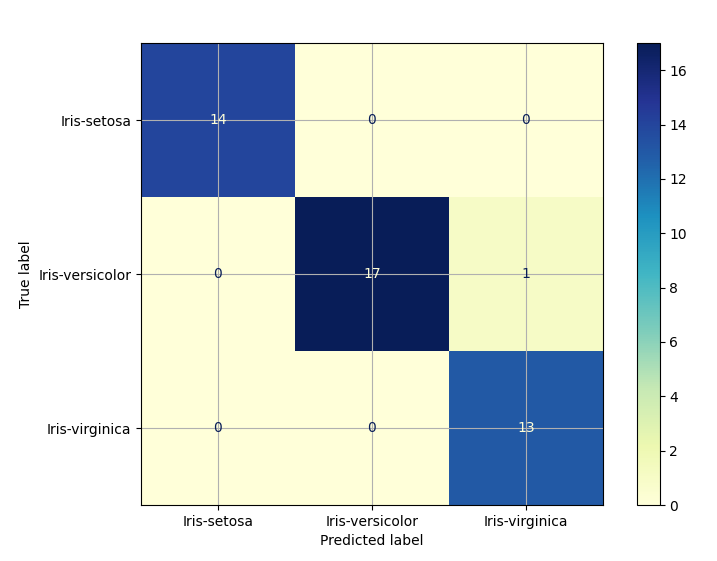 Iris-setosa 14 0 0
Iris-versicolor 0 17 1
Iris-virginica 0 0 13
Iris-setosa Iris-versicolor Iris-virginica
Predicted label
True label
16
14
12
10
8
6
4
2
0